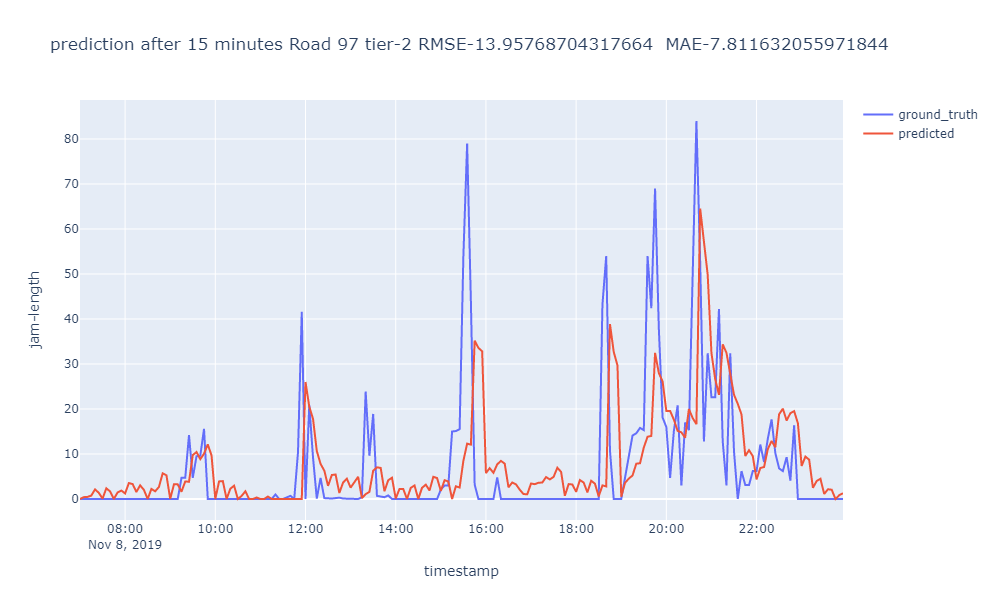 prediction after 15 minutes Road 97 tier-2 RMSE-13.95768704317664  MAE-7.811632055971844
ground_truth
predicted
80
70
60
50
40
30
20
10
0
jam-length
08:00 10:00 12:00 14:00 16:00 18:00 20:00 22:00
Nov 8, 2019
timestamp